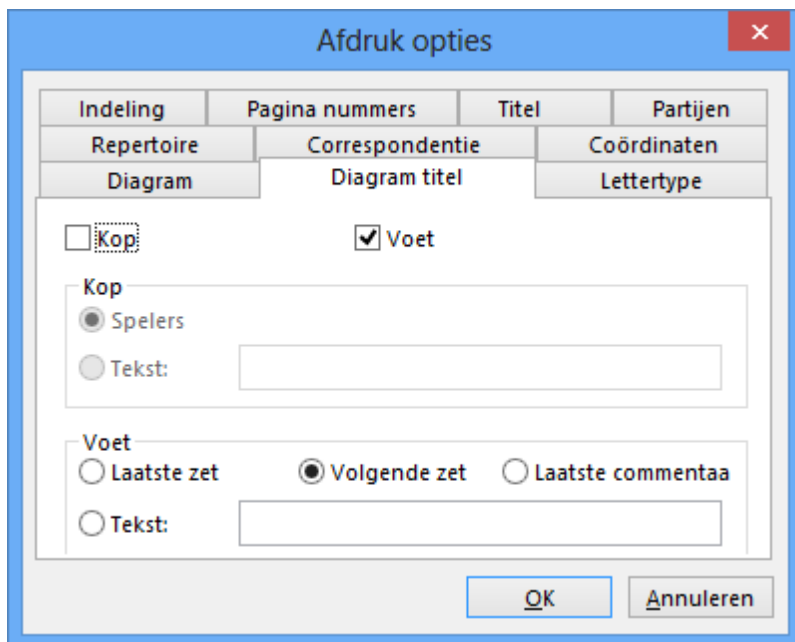 Afdruk opties
Indeling Pagina nummers Titel Partijen
Repertoire Correspondentie Coördinaten
Diagram Diagram titel Lettertype
Kop Voet
Kop
Spelers
Tekst:
Voet
Laatste zet Volgende zet Laatste commentaa
Tekst:
OK Annuleren